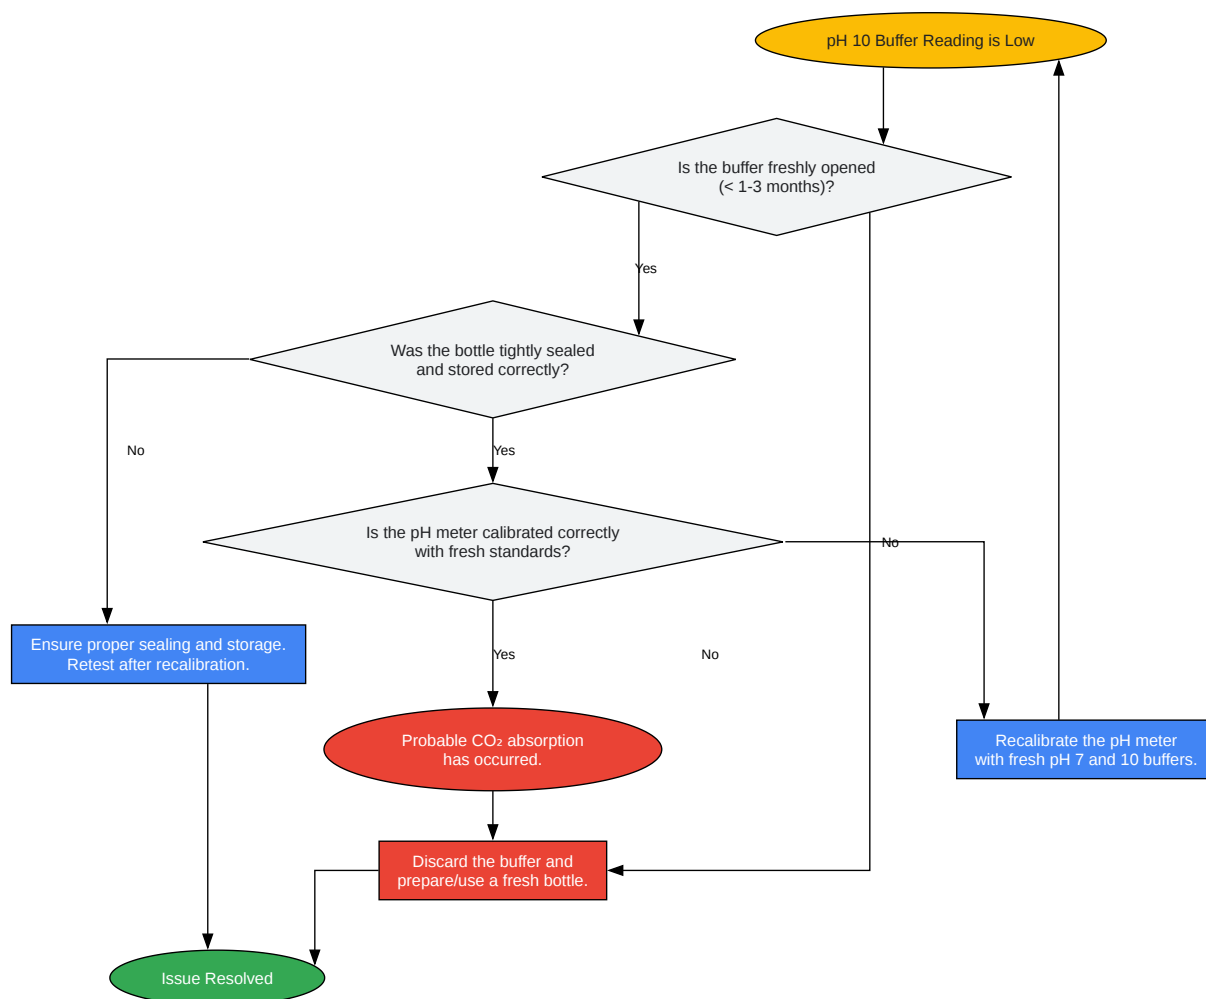 pH 10 Buffer Reading is Low
Is the buffer freshly opened
(< 1-3 months)?
Yes
Was the bottle tightly sealed
and stored correctly?
No
Yes
Is the pH meter calibrated correctly
with fresh standards?
No
Ensure proper sealing and storage.
Retest after recalibration.
Yes
No
Probable CO₂ absorption
has occurred.
Recalibrate the pH meter
with fresh pH 7 and 10 buffers.
Discard the buffer and
prepare/use a fresh bottle.
Issue Resolved